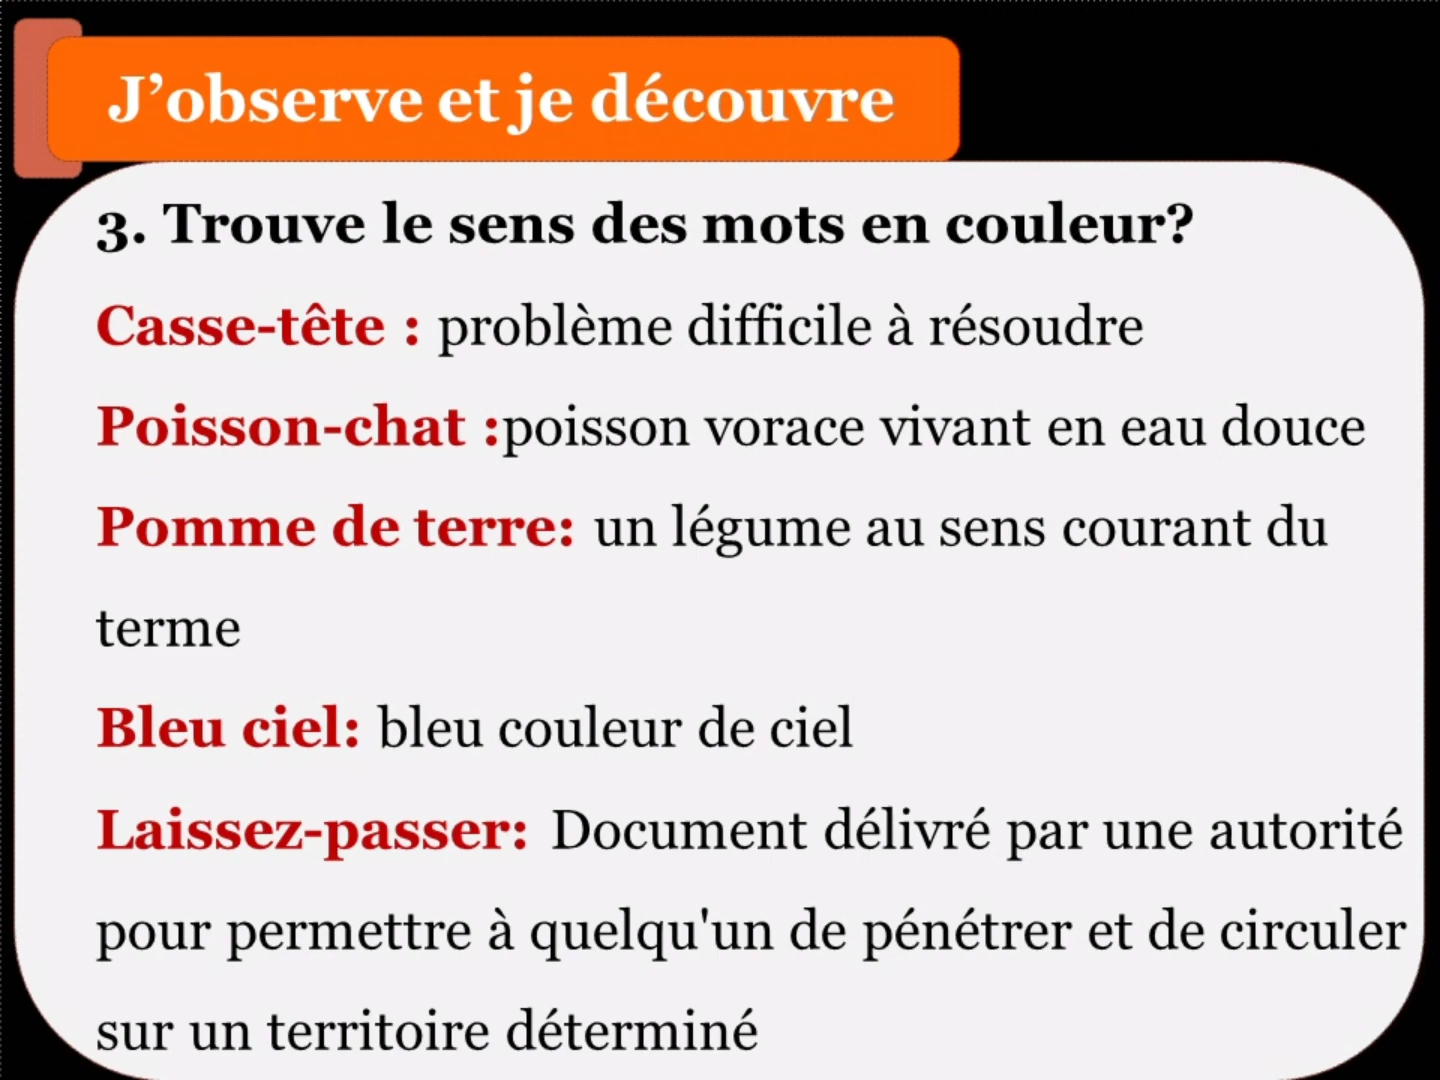 J’observe et je découvre
3. Trouve le sens des mots en couleur?
Casse-tête : problème difficile à résoudre
Poisson-chat :poisson vorace vivant en eau douce
Pomme de terre: un légume au sens courant du
terme
Bleu ciel: bleu couleur de ciel
Laissez-passer: Document délivré par une autorité
pour permettre à quelqu'un de pénétrer et de circuler
sur un territoire déterminé